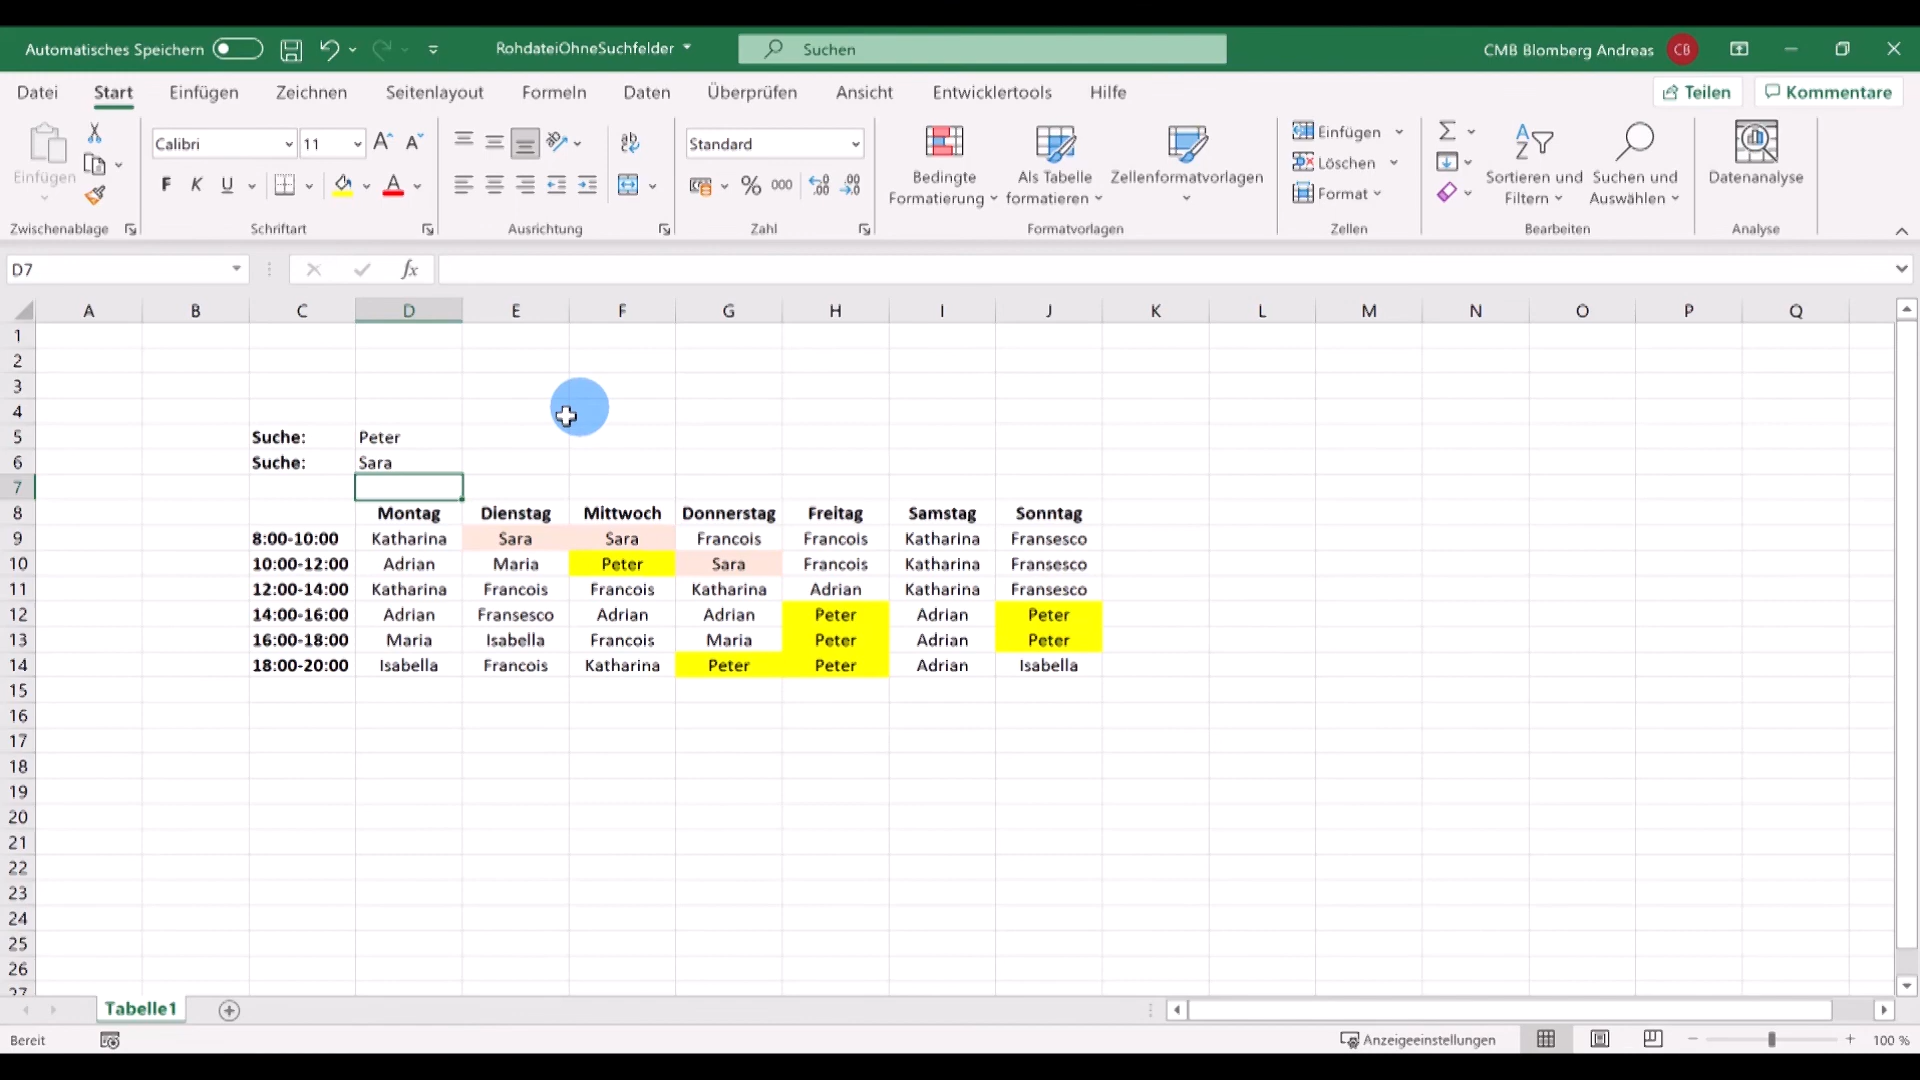 Automatisches Speichern RohdateiOhneSuchfelder Suchen CMB Blomberg Andreas CB
Datei Start Einfügen Zeichnen Seitenlayout Formeln Daten Überprüfen Ansicht Entwicklertools Hilfe Teilen Kommentare
Einfügen
Zwischenablage
Calibri 11
F K U
Schriftart
Ausrichtung
Standard
% 000
Zahl
Bedingte Formatierung
Als Tabelle formatieren
Zellenformatvorlagen
Formatvorlagen
Einfügen
Löschen
Format
Zellen
Sortieren und Filtern
Suchen und Auswählen
Bearbeiten
Datenanalyse
Analyse
D7 fx
A B C D E F G H I J K L M N O P Q
1
2
3
4
5 Suche: Peter
6 Suche: Sara
7
8 Montag Dienstag Mittwoch Donnerstag Freitag Samstag Sonntag
9 8:00-10:00 Katharina Sara Sara Francois Francois Katharina Fransesco
10 10:00-12:00 Adrian Maria Peter Sara Francois Katharina Fransesco
11 12:00-14:00 Katharina Francois Francois Katharina Adrian Katharina Fransesco
12 14:00-16:00 Adrian Fransesco Adrian Adrian Peter Adrian Peter
13 16:00-18:00 Maria Isabella Francois Maria Peter Adrian Peter
14 18:00-20:00 Isabella Francois Katharina Peter Peter Adrian Isabella
15
16
17
18
19
20
21
22
23
24
25
26
27
Tabelle1
Bereit Anzeigeeinstellungen 100 %